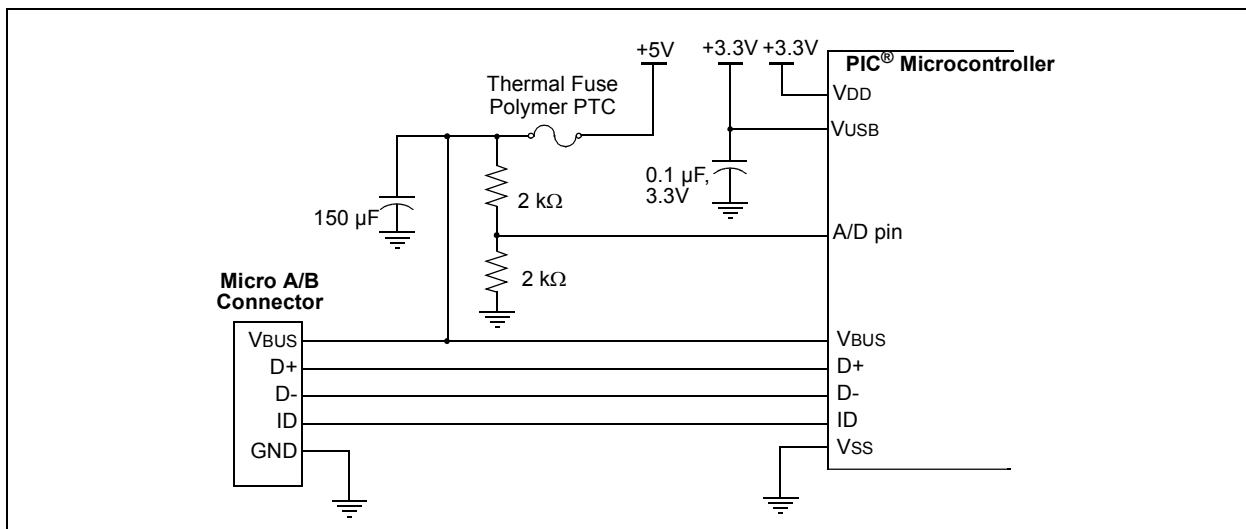 +5V
+3.3V
+3.3V
PIC® Microcontroller
Thermal Fuse
Polymer PTC
VDD
VUSB
0.1 µF,
3.3V
2 kΩ
150 µF
A/D pin
2 kΩ
Micro A/B
Connector
VBUS
D+
D-
ID
GND
VBUS
D+
D-
ID
VSS